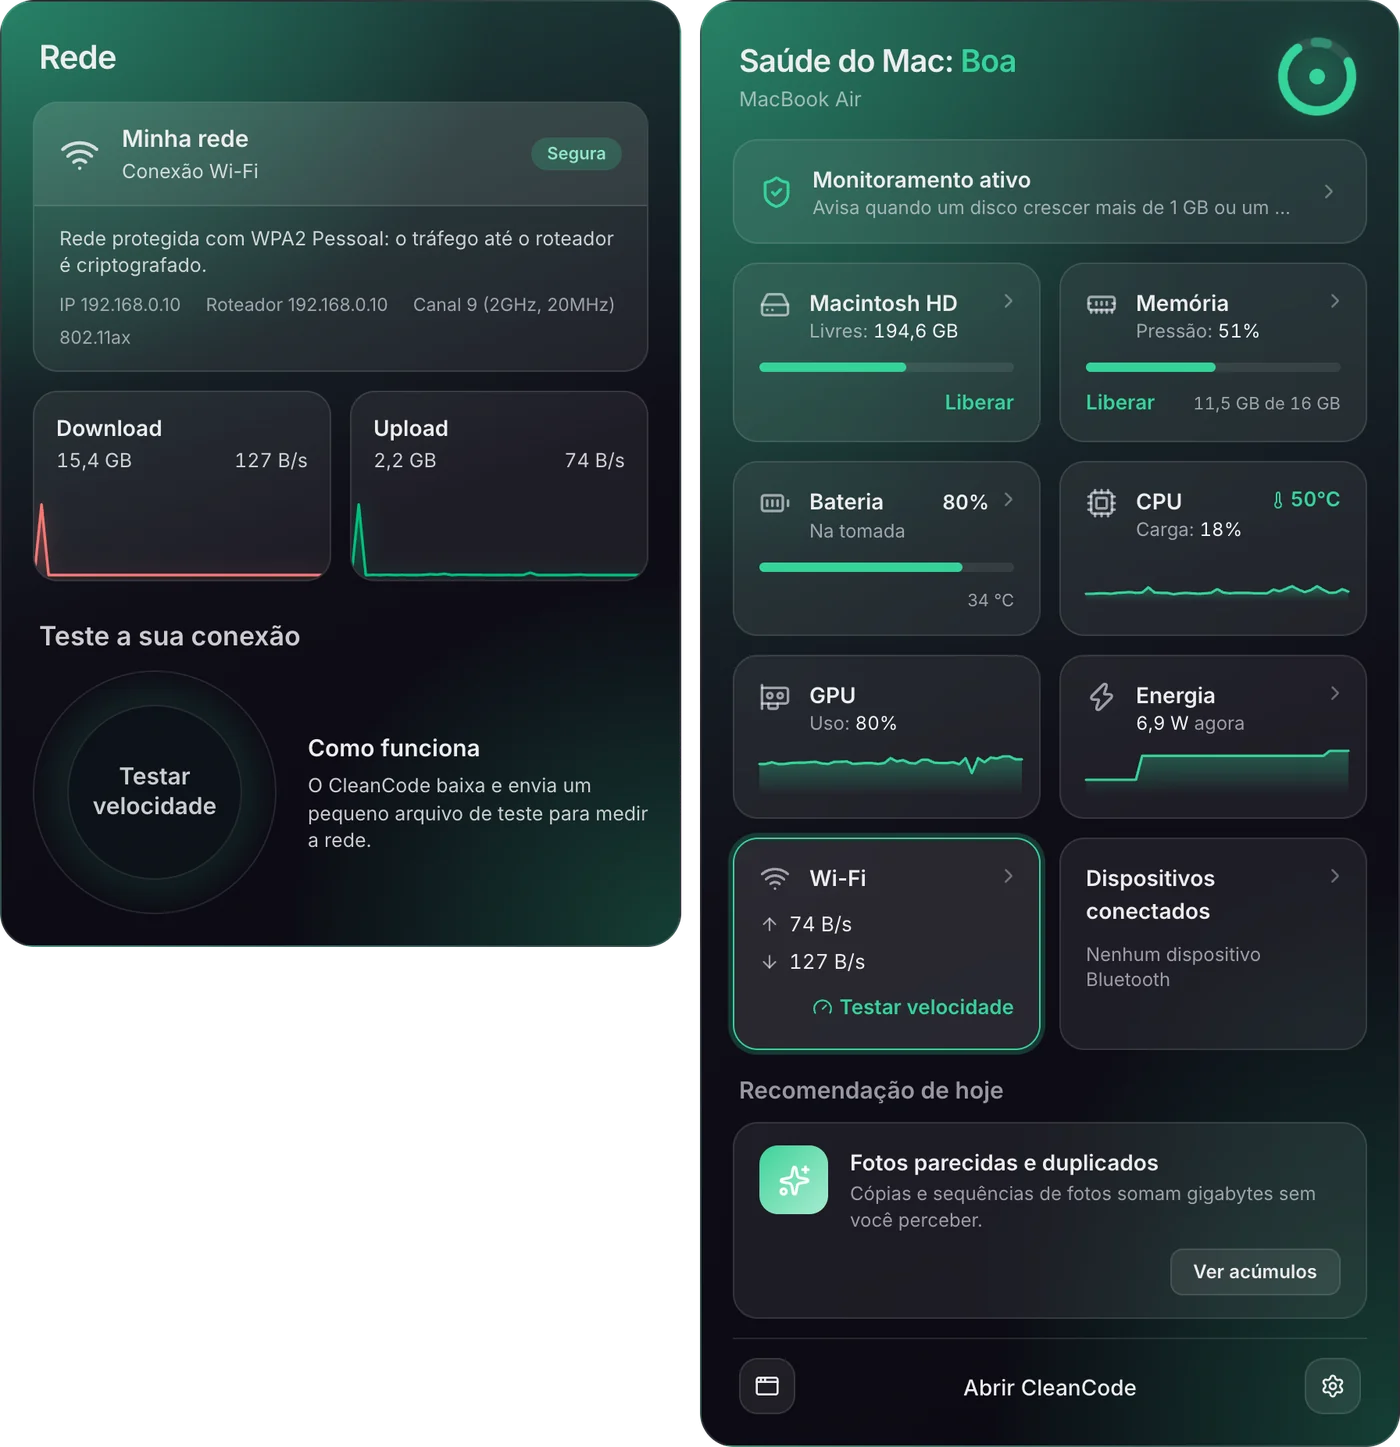 Rede
Minha rede
Conexão Wi-Fi
Segura
Rede protegida com WPA2 Pessoal: o tráfego até o roteador
é criptografado.
IP 192.168.0.10 Roteador 192.168.0.10 Canal 9 (2GHz, 20MHz)
802.11ax
Download
15,4 GB 127 B/s
Upload
2,2 GB 74 B/s
Teste a sua conexão
Testar
velocidade
Como funciona
O CleanCode baixa e envia um
pequeno arquivo de teste para medir
a rede.
Saúde do Mac: Boa
MacBook Air
Monitoramento ativo
Avisa quando um disco crescer mais de 1 GB ou um ...
Macintosh HD
Livres: 194,6 GB
Liberar
Memória
Pressão: 51%
Liberar 11,5 GB de 16 GB
Bateria 80%
Na tomada
34 °C
CPU 50°C
Carga: 18%
GPU
Uso: 80%
Energia
6,9 W agora
Wi-Fi
74 B/s
127 B/s
Testar velocidade
Dispositivos
conectados
Nenhum dispositivo
Bluetooth
Recomendação de hoje
Fotos parecidas e duplicados
Cópias e sequências de fotos somam gigabytes sem
você perceber.
Ver acúmulos
Abrir CleanCode